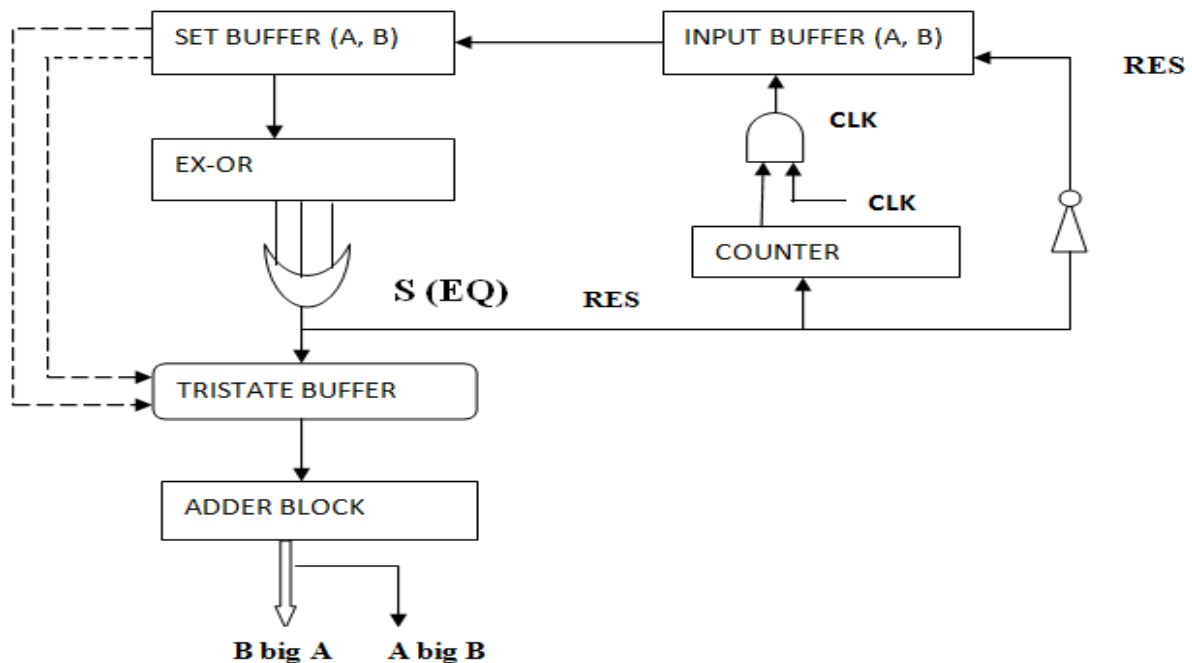 SET BUFFER (A, B)
INPUT BUFFER (A, B)
RES
CLK
EX-OR
CLK
COUNTER
S (EQ)
RES
TRISTATE BUFFER
ADDER BLOCK
B big A
A big B